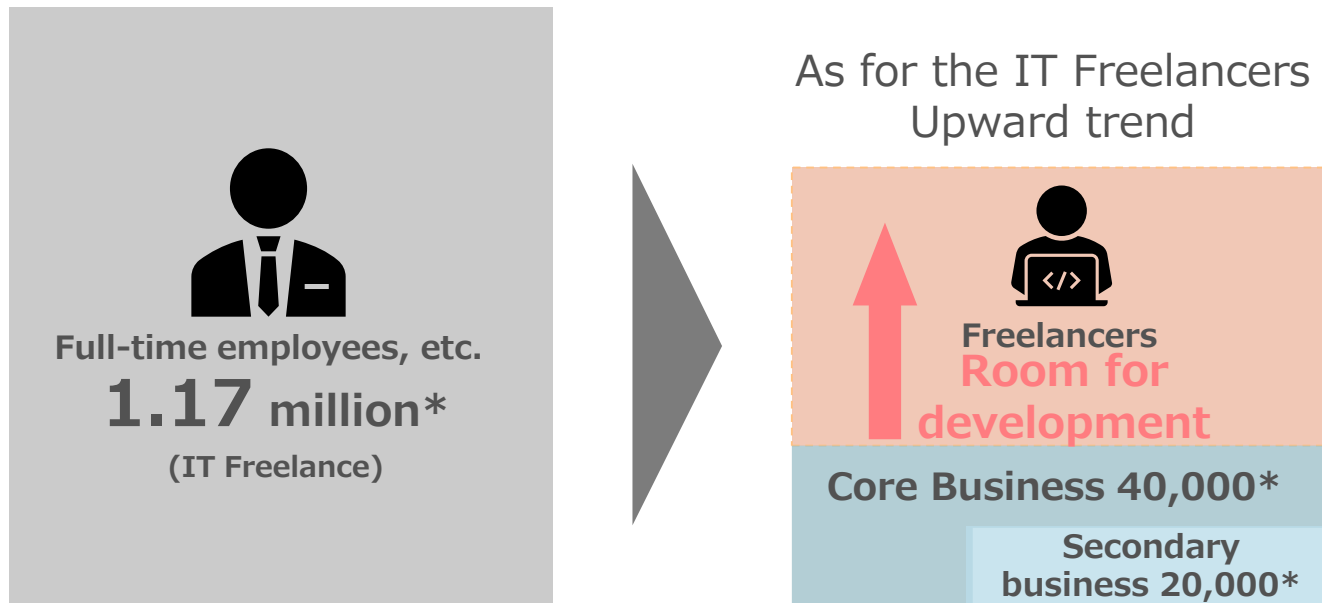 Full-time employees, etc.
1.17 million*
(IT Freelance)
As for the IT Freelancers
Upward trend
</>
Freelancers
Room for
development
Core Business 40,000*
Secondary
business 20,000*